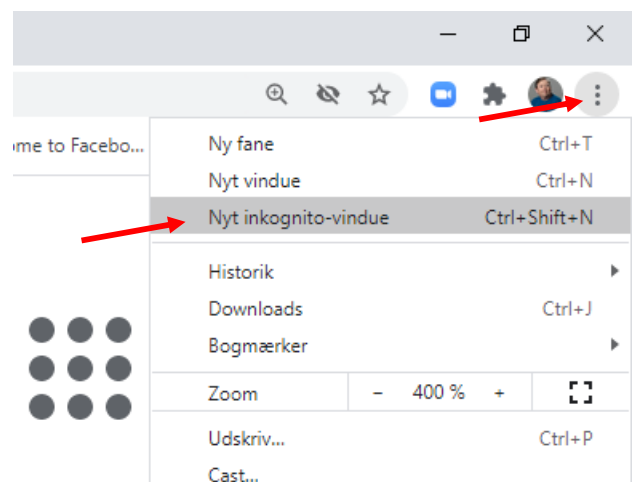 me to Facebo...
Ny fane Ctrl+T
Nyt vindue Ctrl+N
Nyt inkognito-vindue Ctrl+Shift+N
Historik
Downloads Ctrl+J
Bogmærker
Zoom - 400 % +
Udskriv... Ctrl+P
Cast...